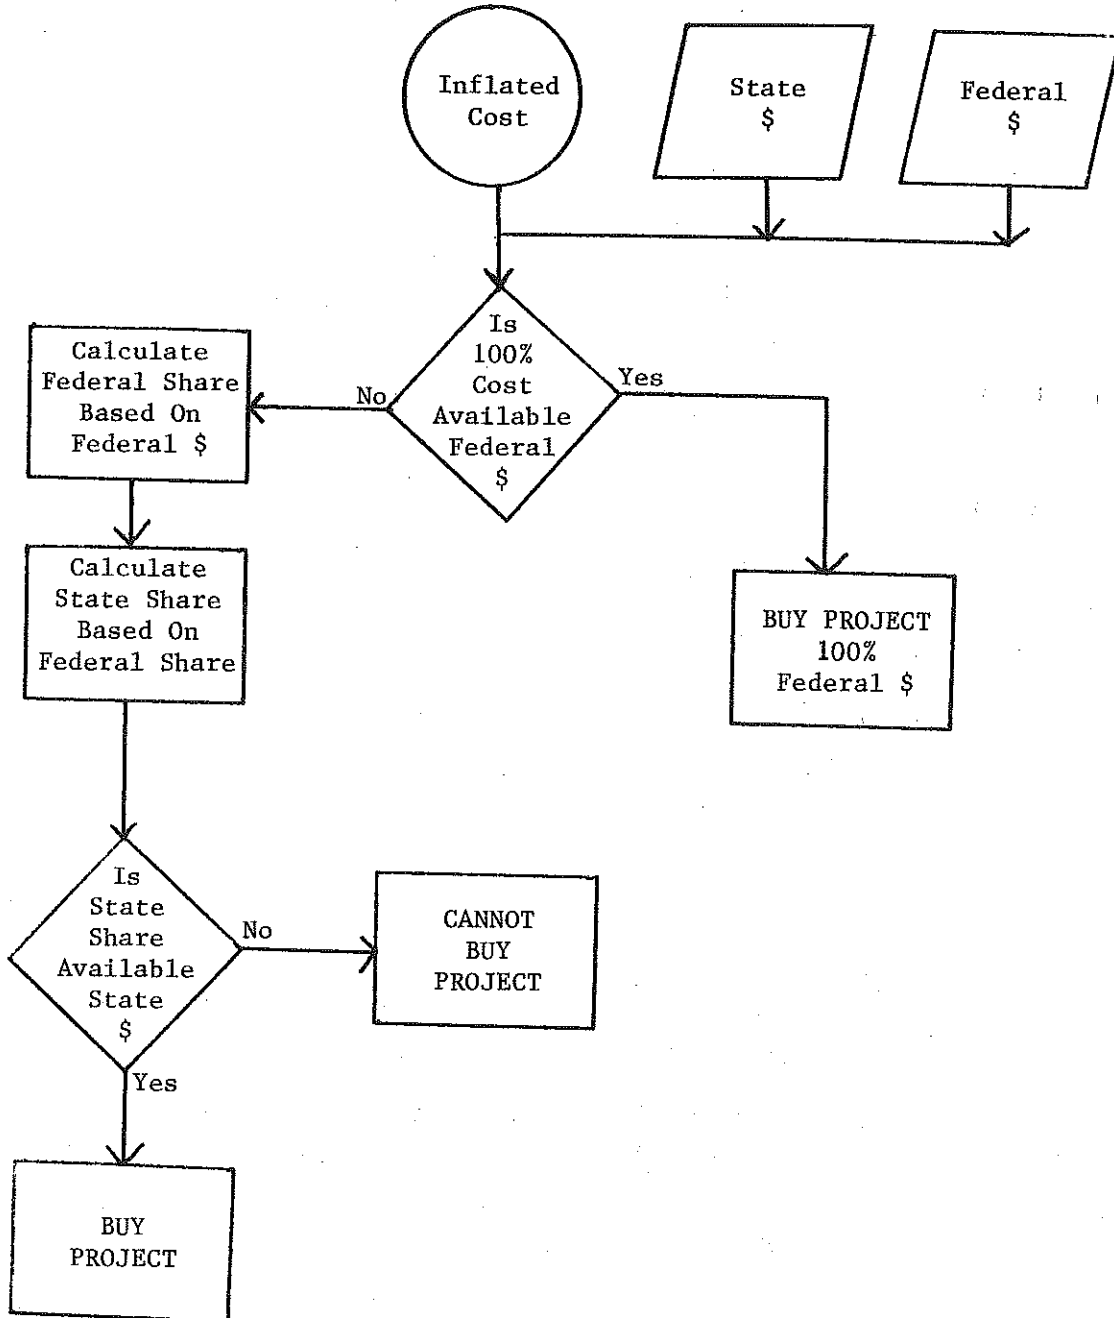 Inflated
Cost
State
$
Federal
$
Is
100%
Cost
Available
Federal
$
No
Yes
Calculate
Federal Share
Based On
Federal $
Calculate
State Share
Based On
Federal Share
BUY PROJECT
100%
Federal $
Is
State
Share
Available
State
$
No
CANNOT
BUY
PROJECT
Yes
BUY
PROJECT